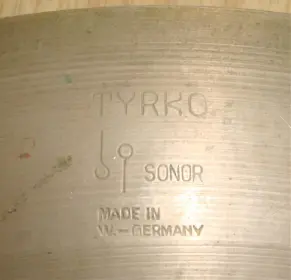 TYRKO
SONOR
MADE IN
W.-GERMANY